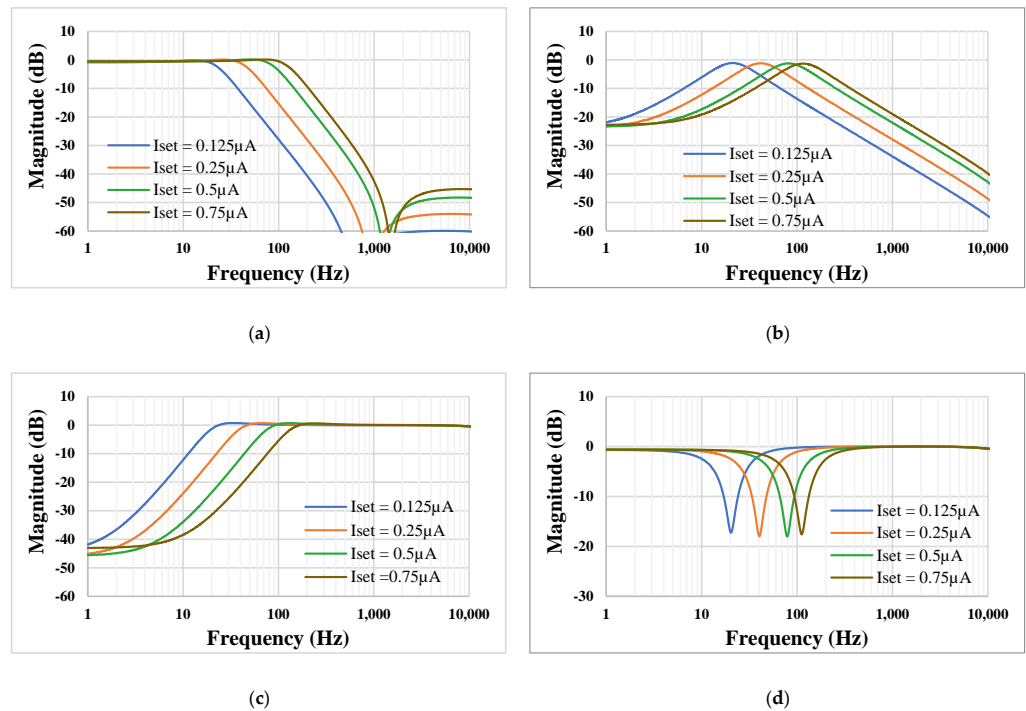 10
0
-10
-20
-30
-40
-50
-60
Magnitude (dB)
Iset = 0.125µA
Iset = 0.25µA
Iset = 0.5µA
Iset = 0.75µA
1 10 100 1,000 10,000
Frequency (Hz)
(a)
10
0
-10
-20
-30
-40
-50
-60
Magnitude (dB)
Iset = 0.125µA
Iset = 0.25µA
Iset = 0.5µA
Iset = 0.75µA
1 10 100 1,000 10,000
Frequency (Hz)
(b)
10
0
-10
-20
-30
-40
-50
-60
Magnitude (dB)
Iset = 0.125µA
Iset = 0.25µA
Iset = 0.5µA
Iset =0.75µA
1 10 100 1,000 10,000
Frequency (Hz)
(c)
10
0
-10
-20
-30
Magnitude (dB)
Iset = 0.125µA
Iset = 0.25µA
Iset = 0.5µA
Iset = 0.75µA
1 10 100 1,000 10,000
Frequency (Hz)
(d)